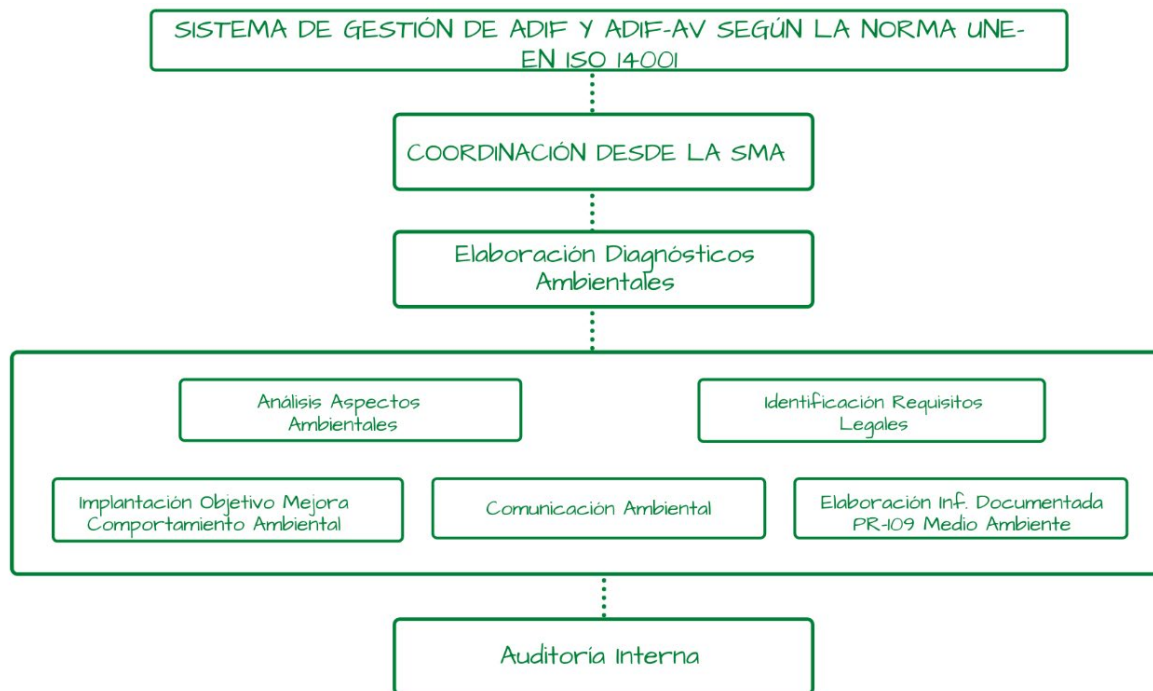 SISTEMA DE GESTIÓN DE ADIF Y ADIF-AV SEGÚN LA NORMA UNE-
EN ISO 14001
COORDINACIÓN DESDE LA SMA
Elaboración Diagnósticos
Ambientales
Análisis Aspectos
Ambientales
Identificación Requisitos
Legales
Implantación Objetivo Mejora
Comportamiento Ambiental
Comunicación Ambiental
Elaboración Inf. Documentada
PR-109 Medio Ambiente
Auditoría Interna